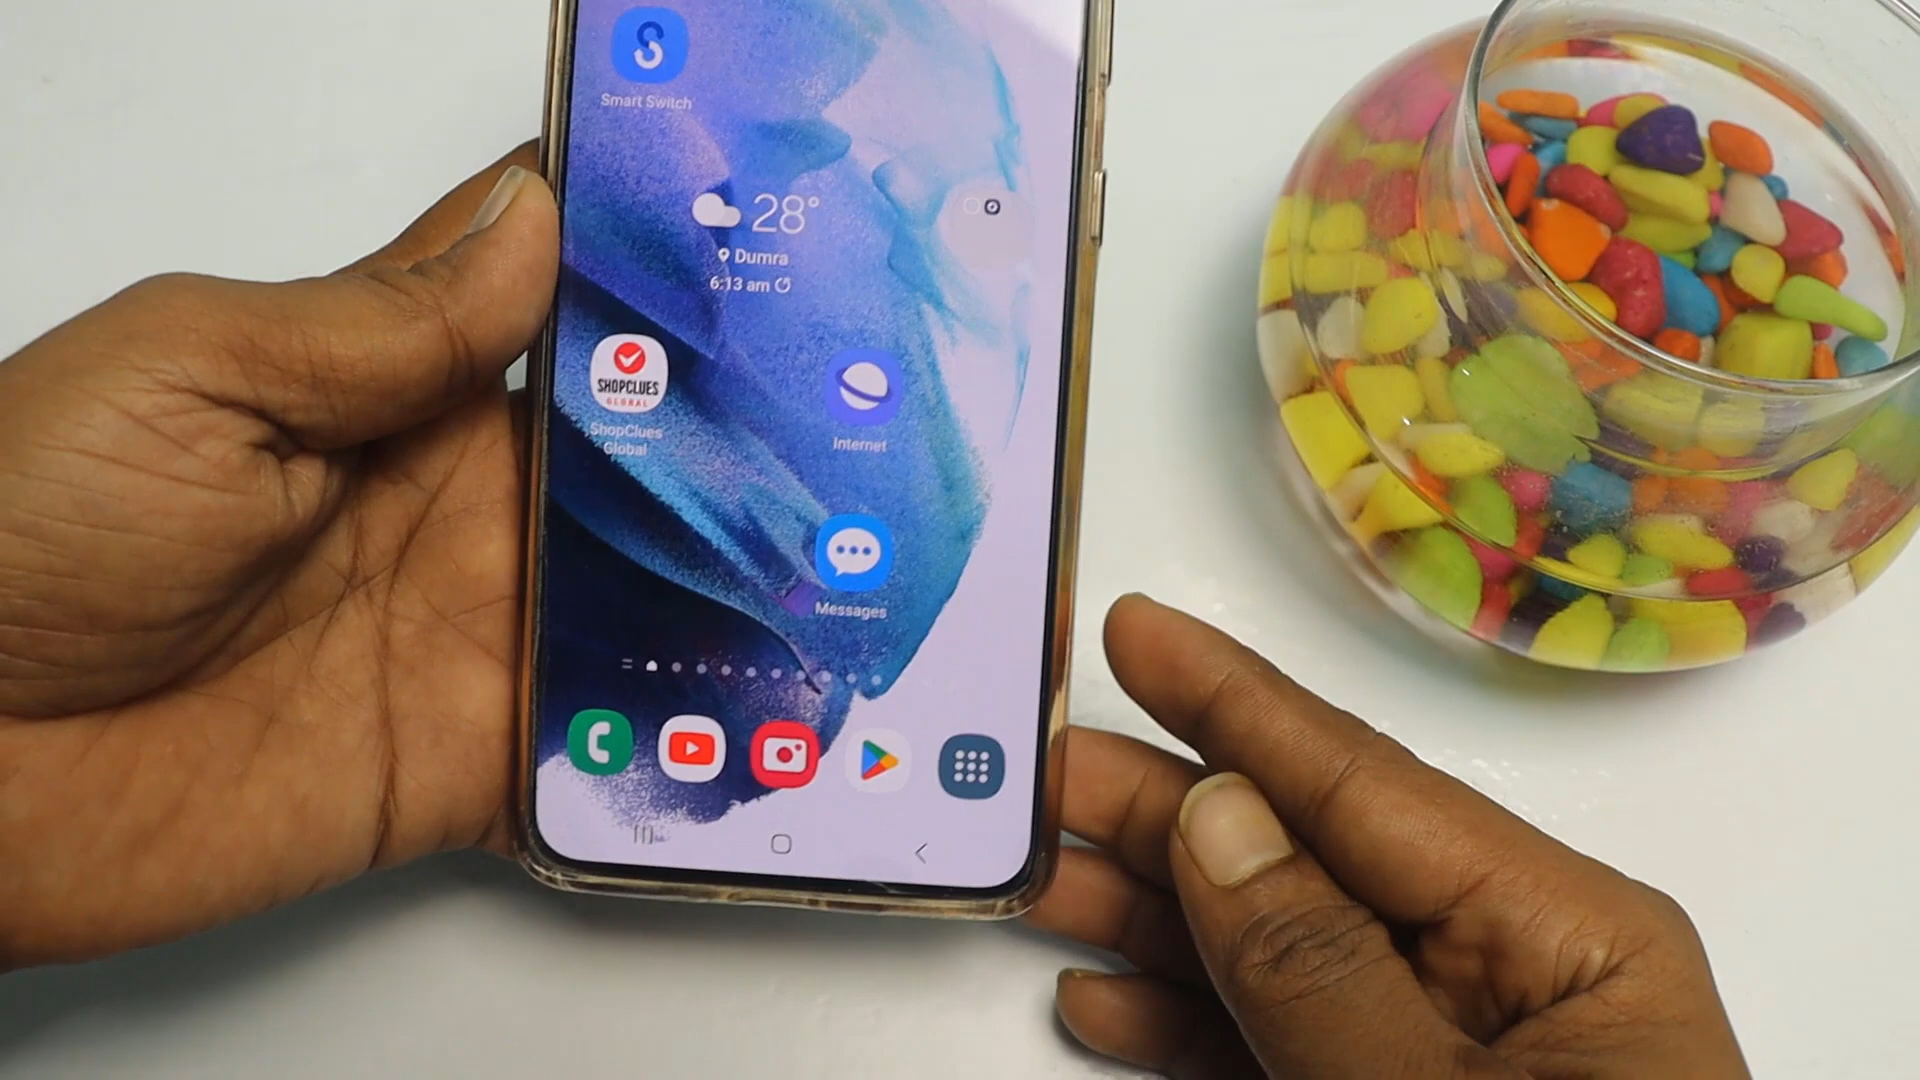 Smart Switch
28°
Dumra
6:13 am
SHOPCLUES
GLOBAL
ShopClues
Global
Internet
Messages